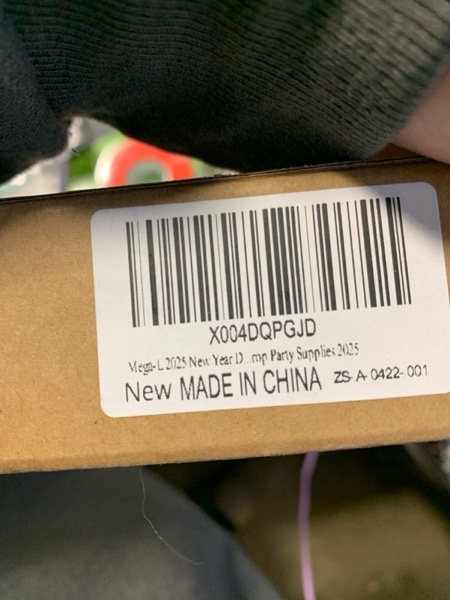 X004DQPGJD
Mega-L 2025 New Year D...mp Party Supplies 2025
New MADE IN CHINA ZS-A-0422-001